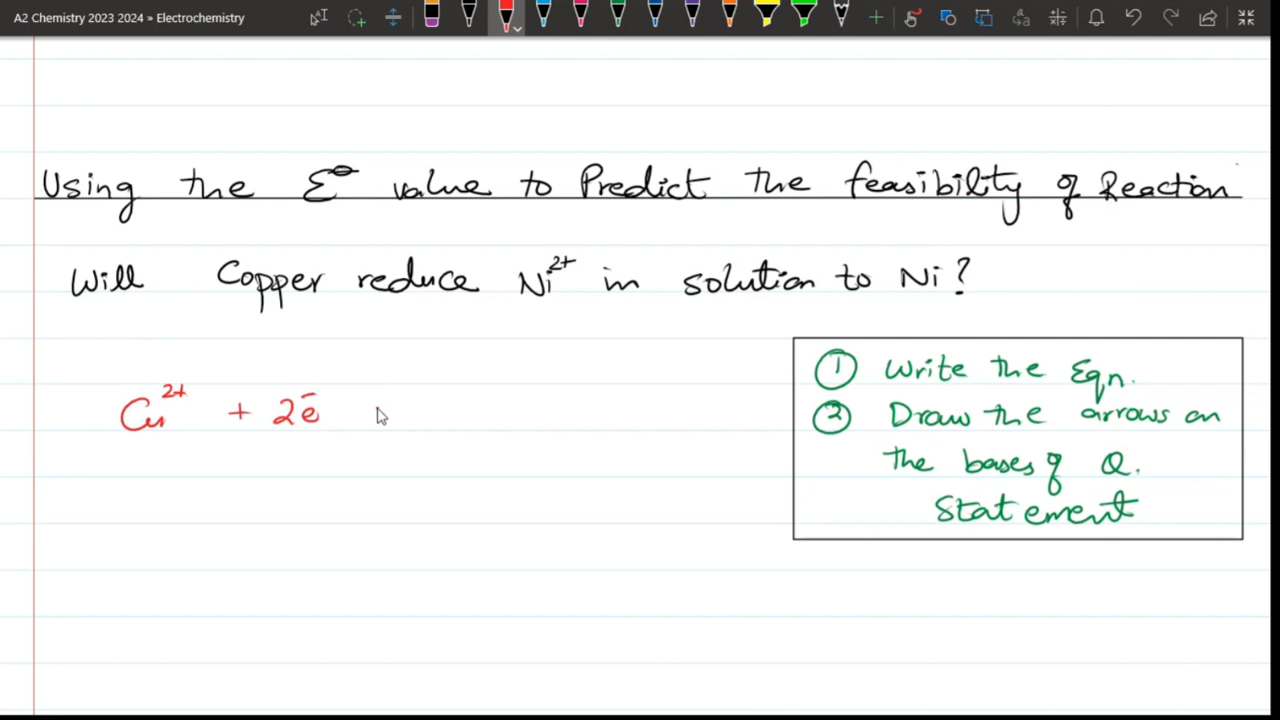 A2 Chemistry 2023 2024 » Electrochemistry
Using the E⦵ value to Predict the feasibility of Reaction
Will Copper reduce Ni²⁺ in solution to Ni?
Cu²⁺ + 2e⁻
① Write the Eqn.
② Draw the arrows on
the bases of Q.
Statement